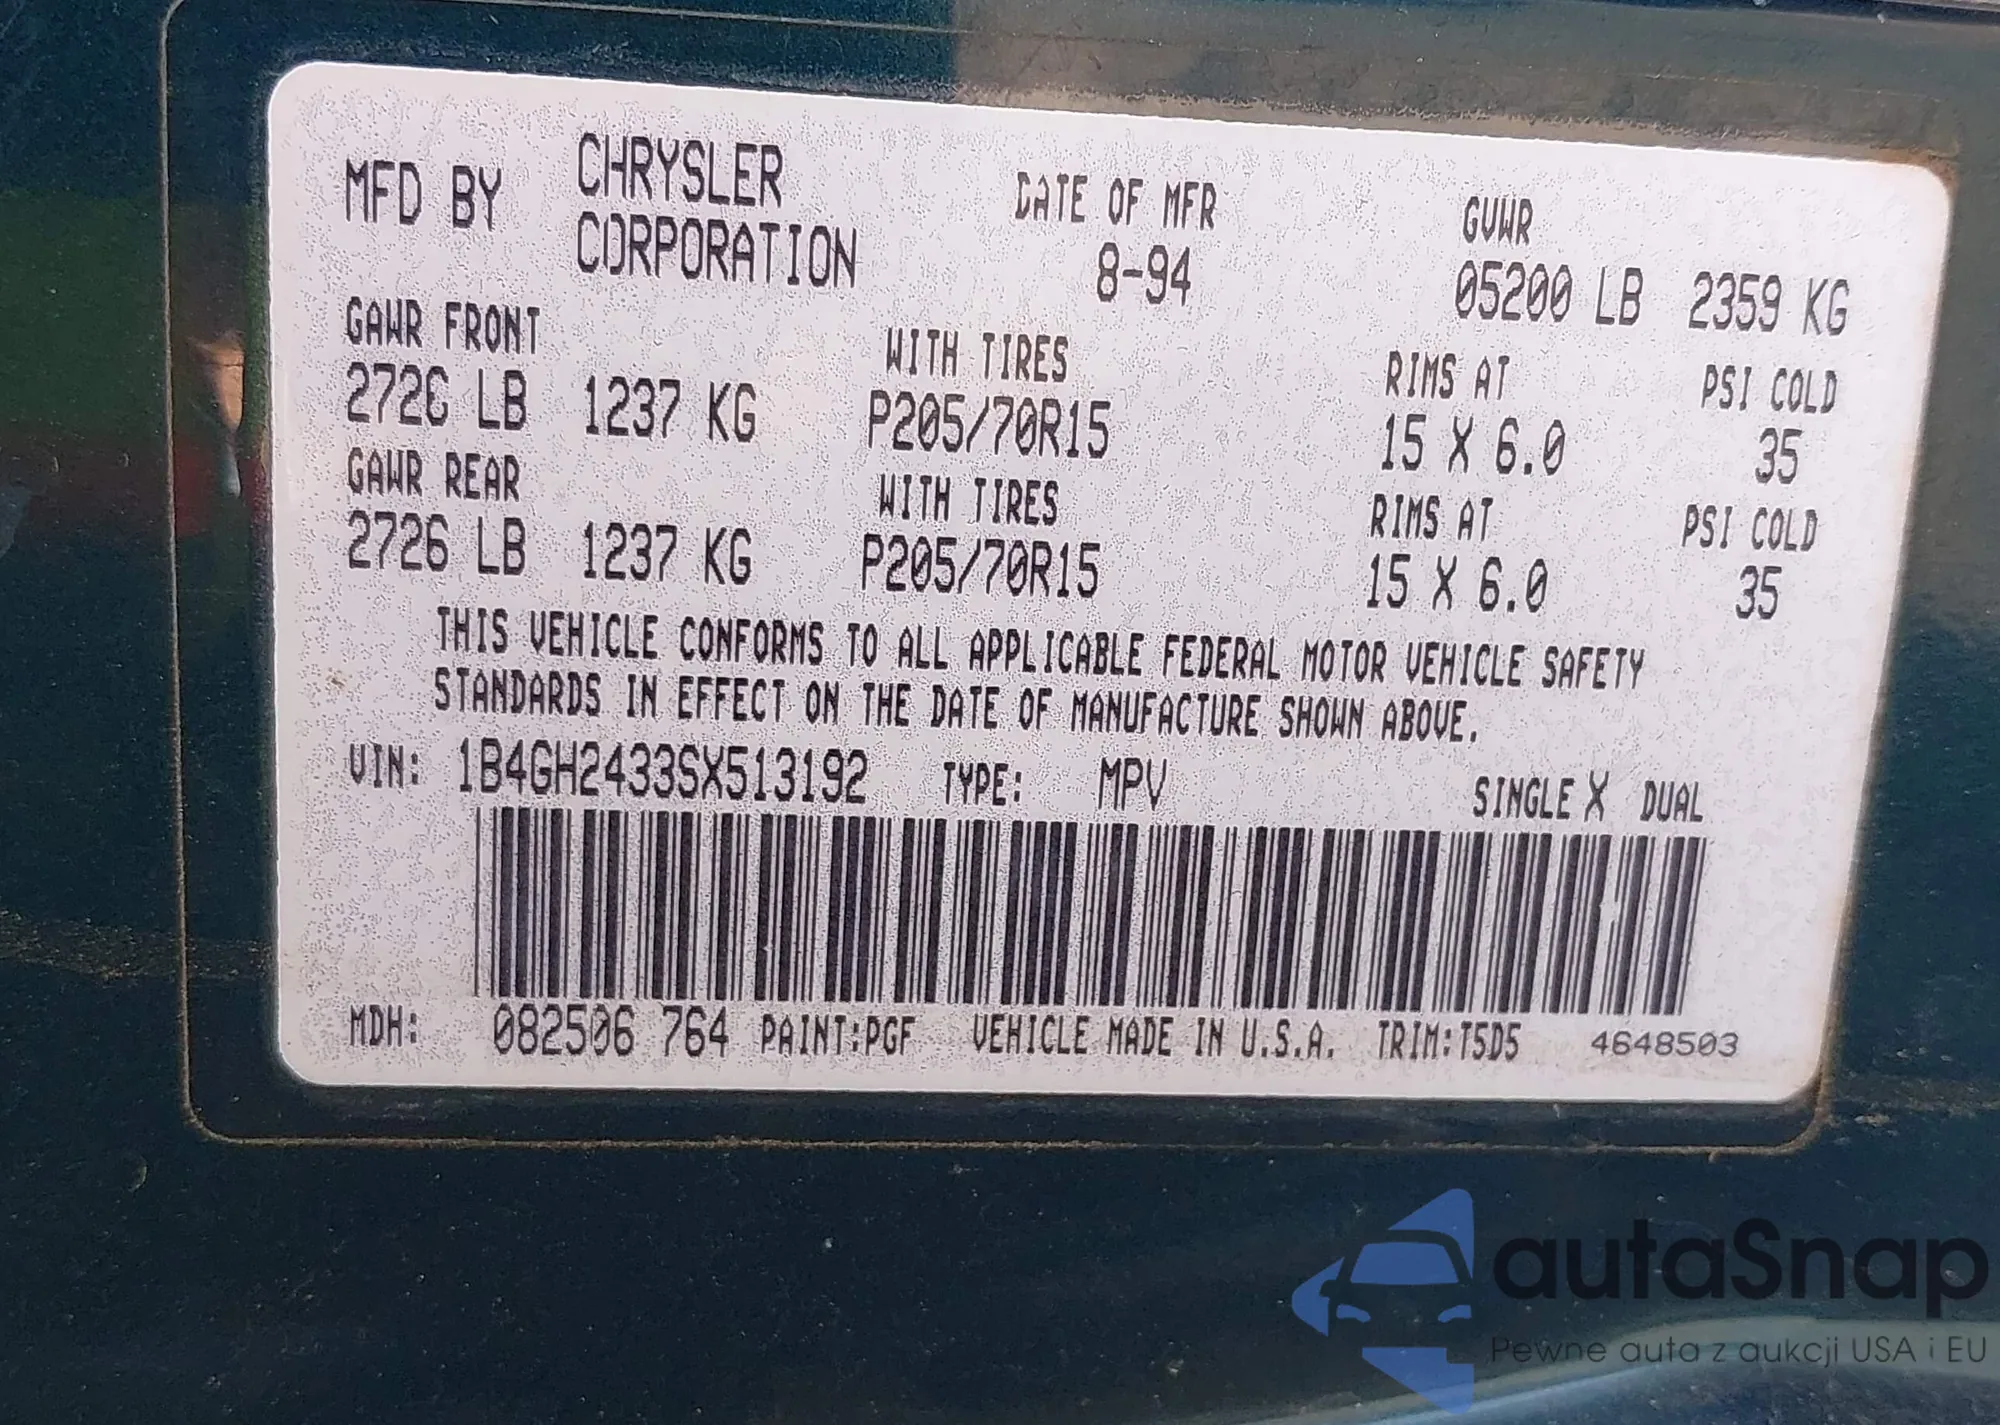 MFD BY CHRYSLER CORPORATION DATE OF MFR 8-94 GVWR 05200 LB 2359 KG
GAWR FRONT WITH TIRES RIMS AT PSI COLD
2726 LB 1237 KG P205/70R15 15 X 6.0 35
GAWR REAR WITH TIRES RIMS AT PSI COLD
2726 LB 1237 KG P205/70R15 15 X 6.0 35
THIS VEHICLE CONFORMS TO ALL APPLICABLE FEDERAL MOTOR VEHICLE SAFETY
STANDARDS IN EFFECT ON THE DATE OF MANUFACTURE SHOWN ABOVE.
VIN: 1B4GH2433SX513192 TYPE: MPV SINGLE X DUAL
MDH: 082506 764 PAINT:PGF VEHICLE MADE IN U.S.A. TRIM:T5D5 4648503
autaSnap
Pewne auta z aukcji USA i EU